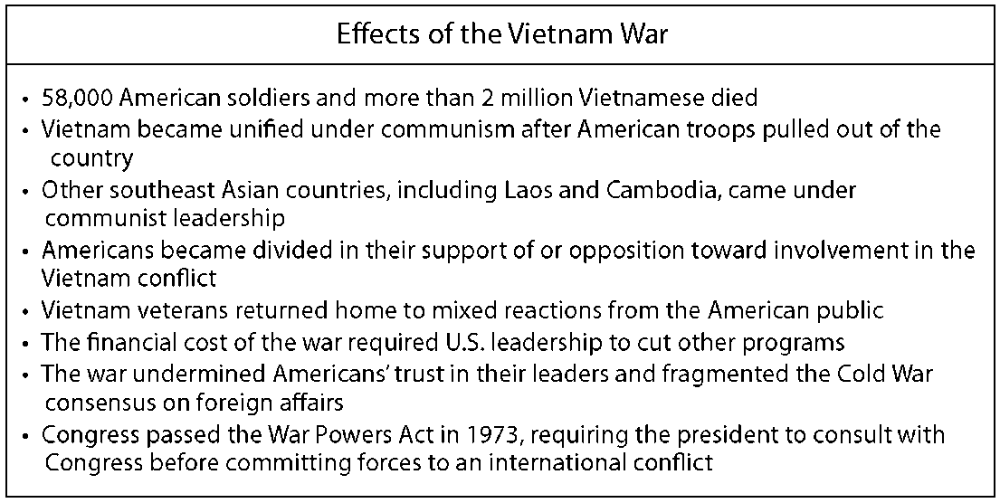 Effects of the Vietnam War
• 58,000 American soldiers and more than 2 million Vietnamese died
• Vietnam became unified under communism after American troops pulled out of the
country
• Other southeast Asian countries, including Laos and Cambodia, came under
communist leadership
• Americans became divided in their support of or opposition toward involvement in the
Vietnam conflict
• Vietnam veterans returned home to mixed reactions from the American public
• The financial cost of the war required U.S. leadership to cut other programs
• The war undermined Americans’ trust in their leaders and fragmented the Cold War
consensus on foreign affairs
• Congress passed the War Powers Act in 1973, requiring the president to consult with
Congress before committing forces to an international conflict